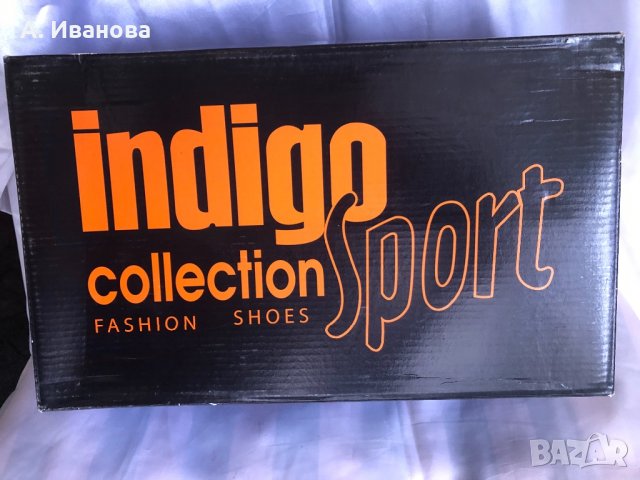 А. Иванова
indigo
Sport
collection
FASHION SHOES
BAZAR